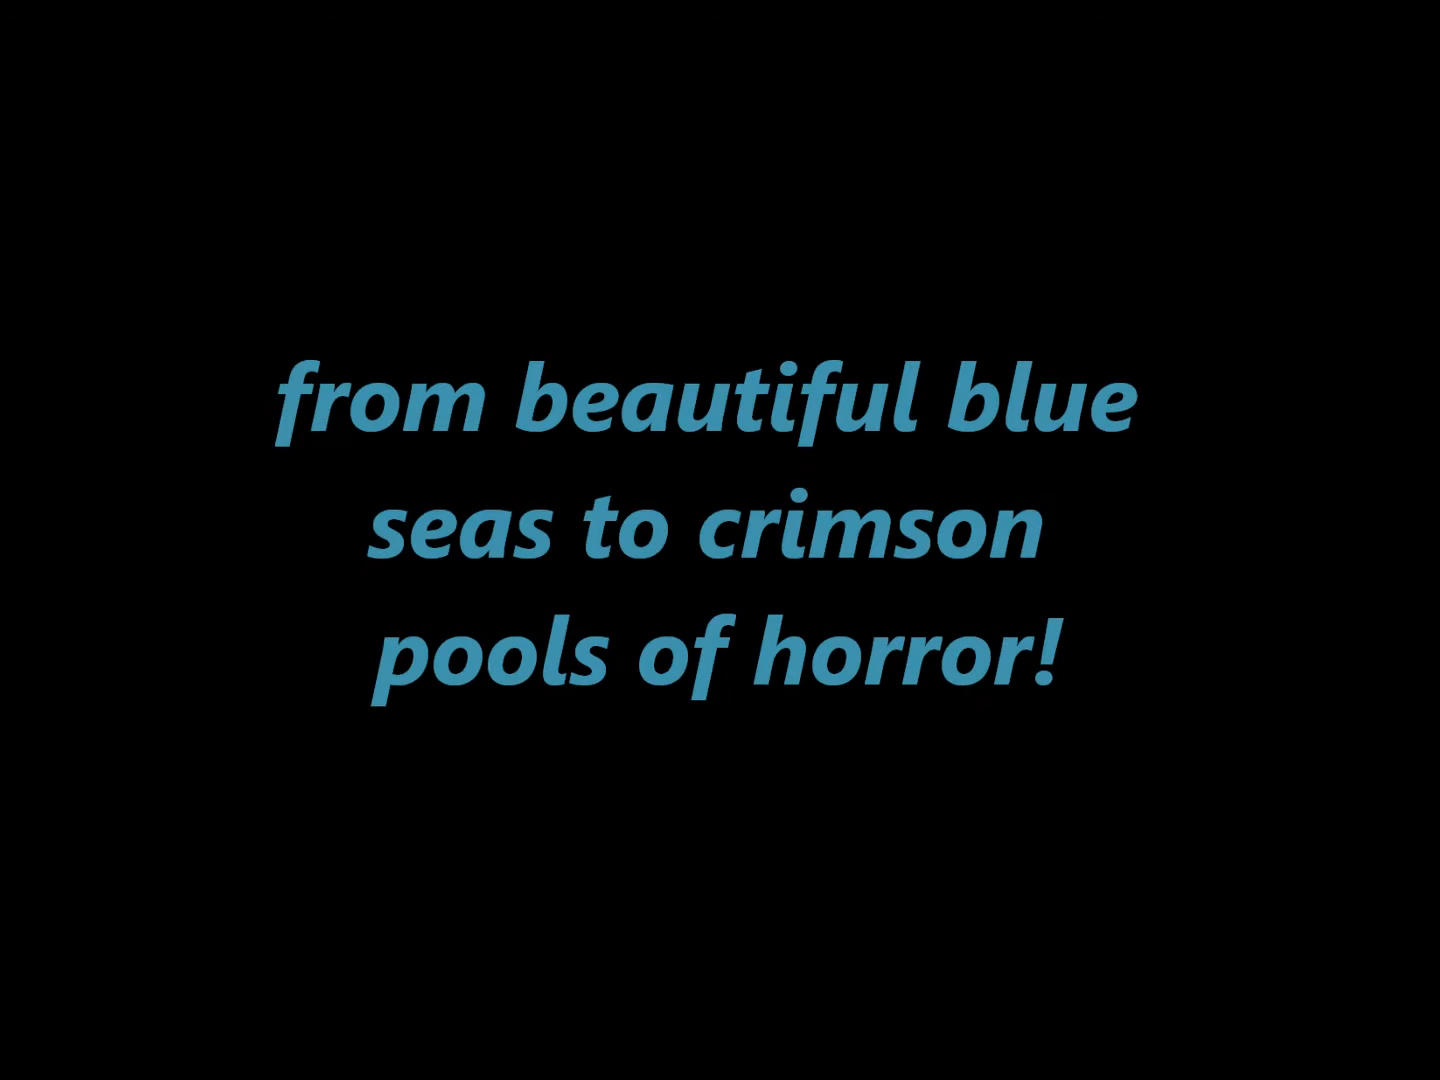 from beautiful blue
seas to crimson
pools of horror!